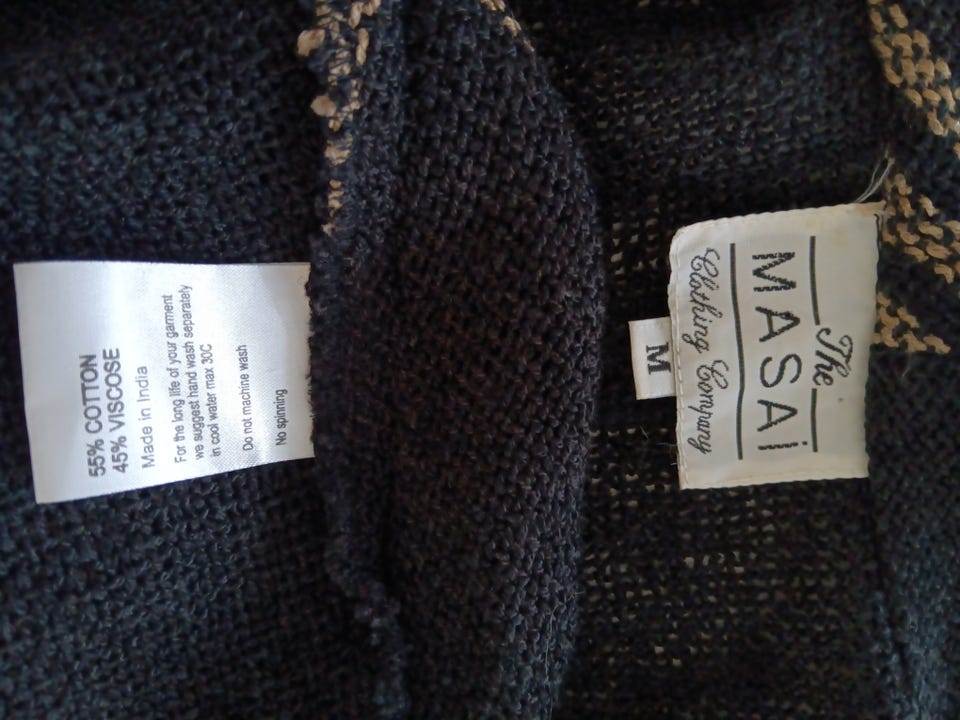 55% COTTON
45% VISCOSE
Made in India
For the long life of your garment
we suggest hand wash separately
in cool water max 30C
Do not machine wash
No spinning
The
MASAi
Clothing Company
M